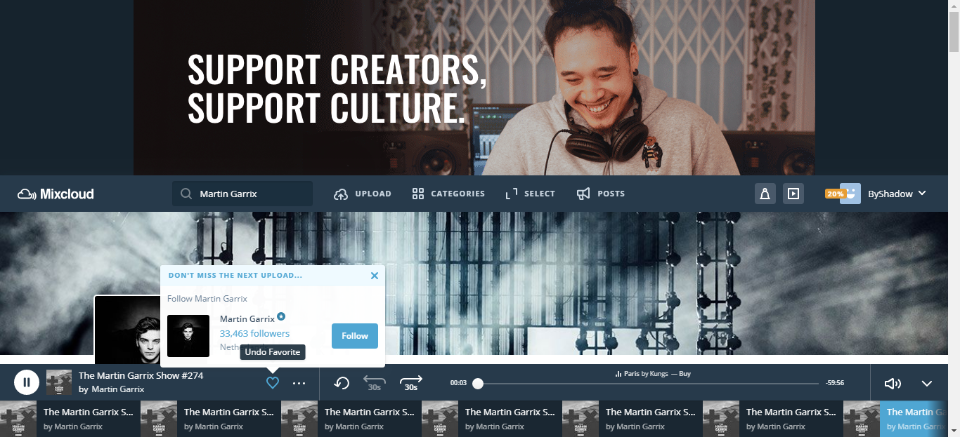 SUPPORT CREATORS,
SUPPORT CULTURE.
Mixcloud
Martin Garrix
UPLOAD
CATEGORIES
SELECT
POSTS
20%
ByShadow
DON'T MISS THE NEXT UPLOAD...
Follow Martin Garrix
Martin Garrix
33,463 followers
Neth
Follow
Undo Favorite
The Martin Garrix Show #274
by Martin Garrix
30s
30s
00:03
Paris by Kungs — Buy
-59:56
The Martin Garrix S...
by Martin Garrix
The Martin Garrix S...
by Martin Garrix
The Martin Garrix S...
by Martin Garrix
The Martin Garrix S...
by Martin Garrix
The Martin Garrix S...
by Martin Garrix
The Martin Garrix S...
by Martin Garrix
The Martin G
by Martin Garrix